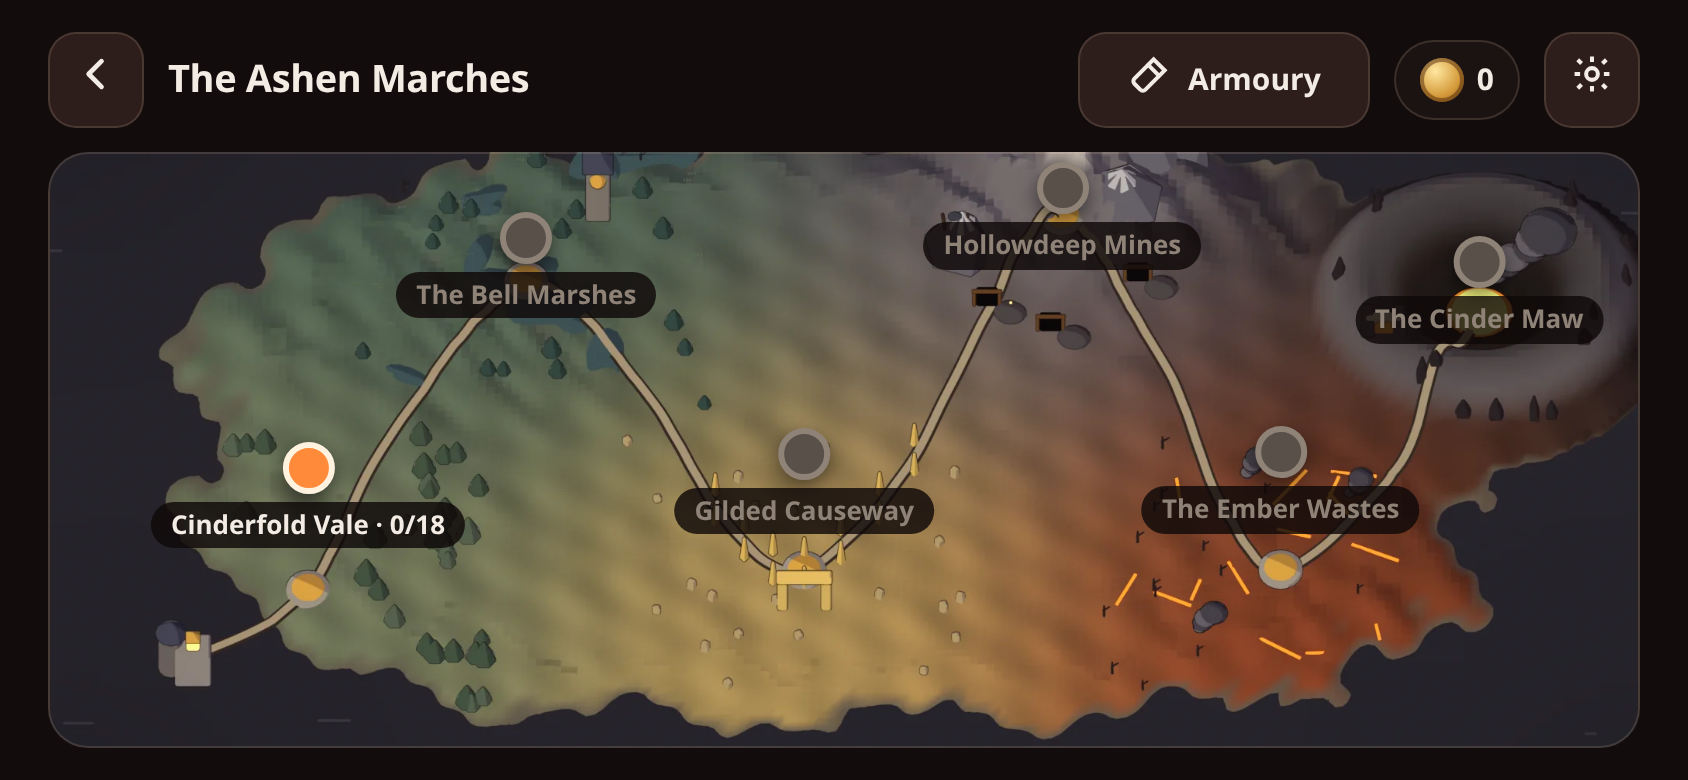 The Ashen Marches
Armoury
0
Hollowdeep Mines
The Bell Marshes
The Cinder Maw
Gilded Causeway
The Ember Wastes
Cinderfold Vale · 0/18